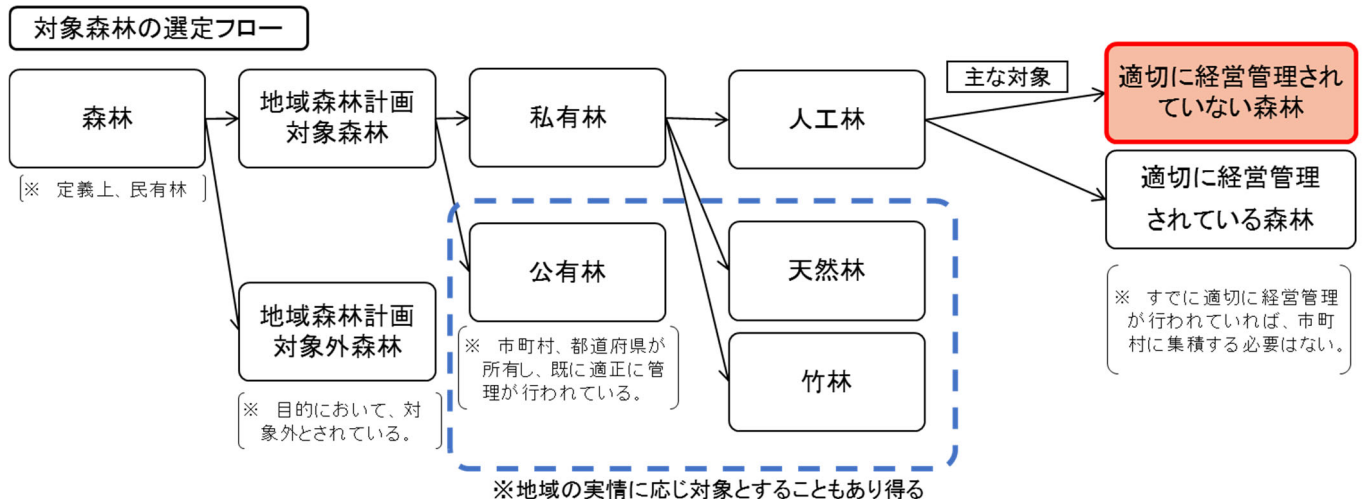 対象森林の選定フロー
森林
[※ 定義上、民有林]
地域森林計画
対象森林
地域森林計画
対象外森林
※ 目的において、対
象外とされている。
私有林
公有林
※ 市町村、都道府県が
所有し、既に適正に管
理が行われている。
人工林
天然林
竹林
※地域の実情に応じ対象とすることもあり得る
主な対象
適切に経営管理され
ていない森林
適切に経営管理
されている森林
※ すでに適切に経営管理
が行われていれば、市町
村に集積する必要はない。